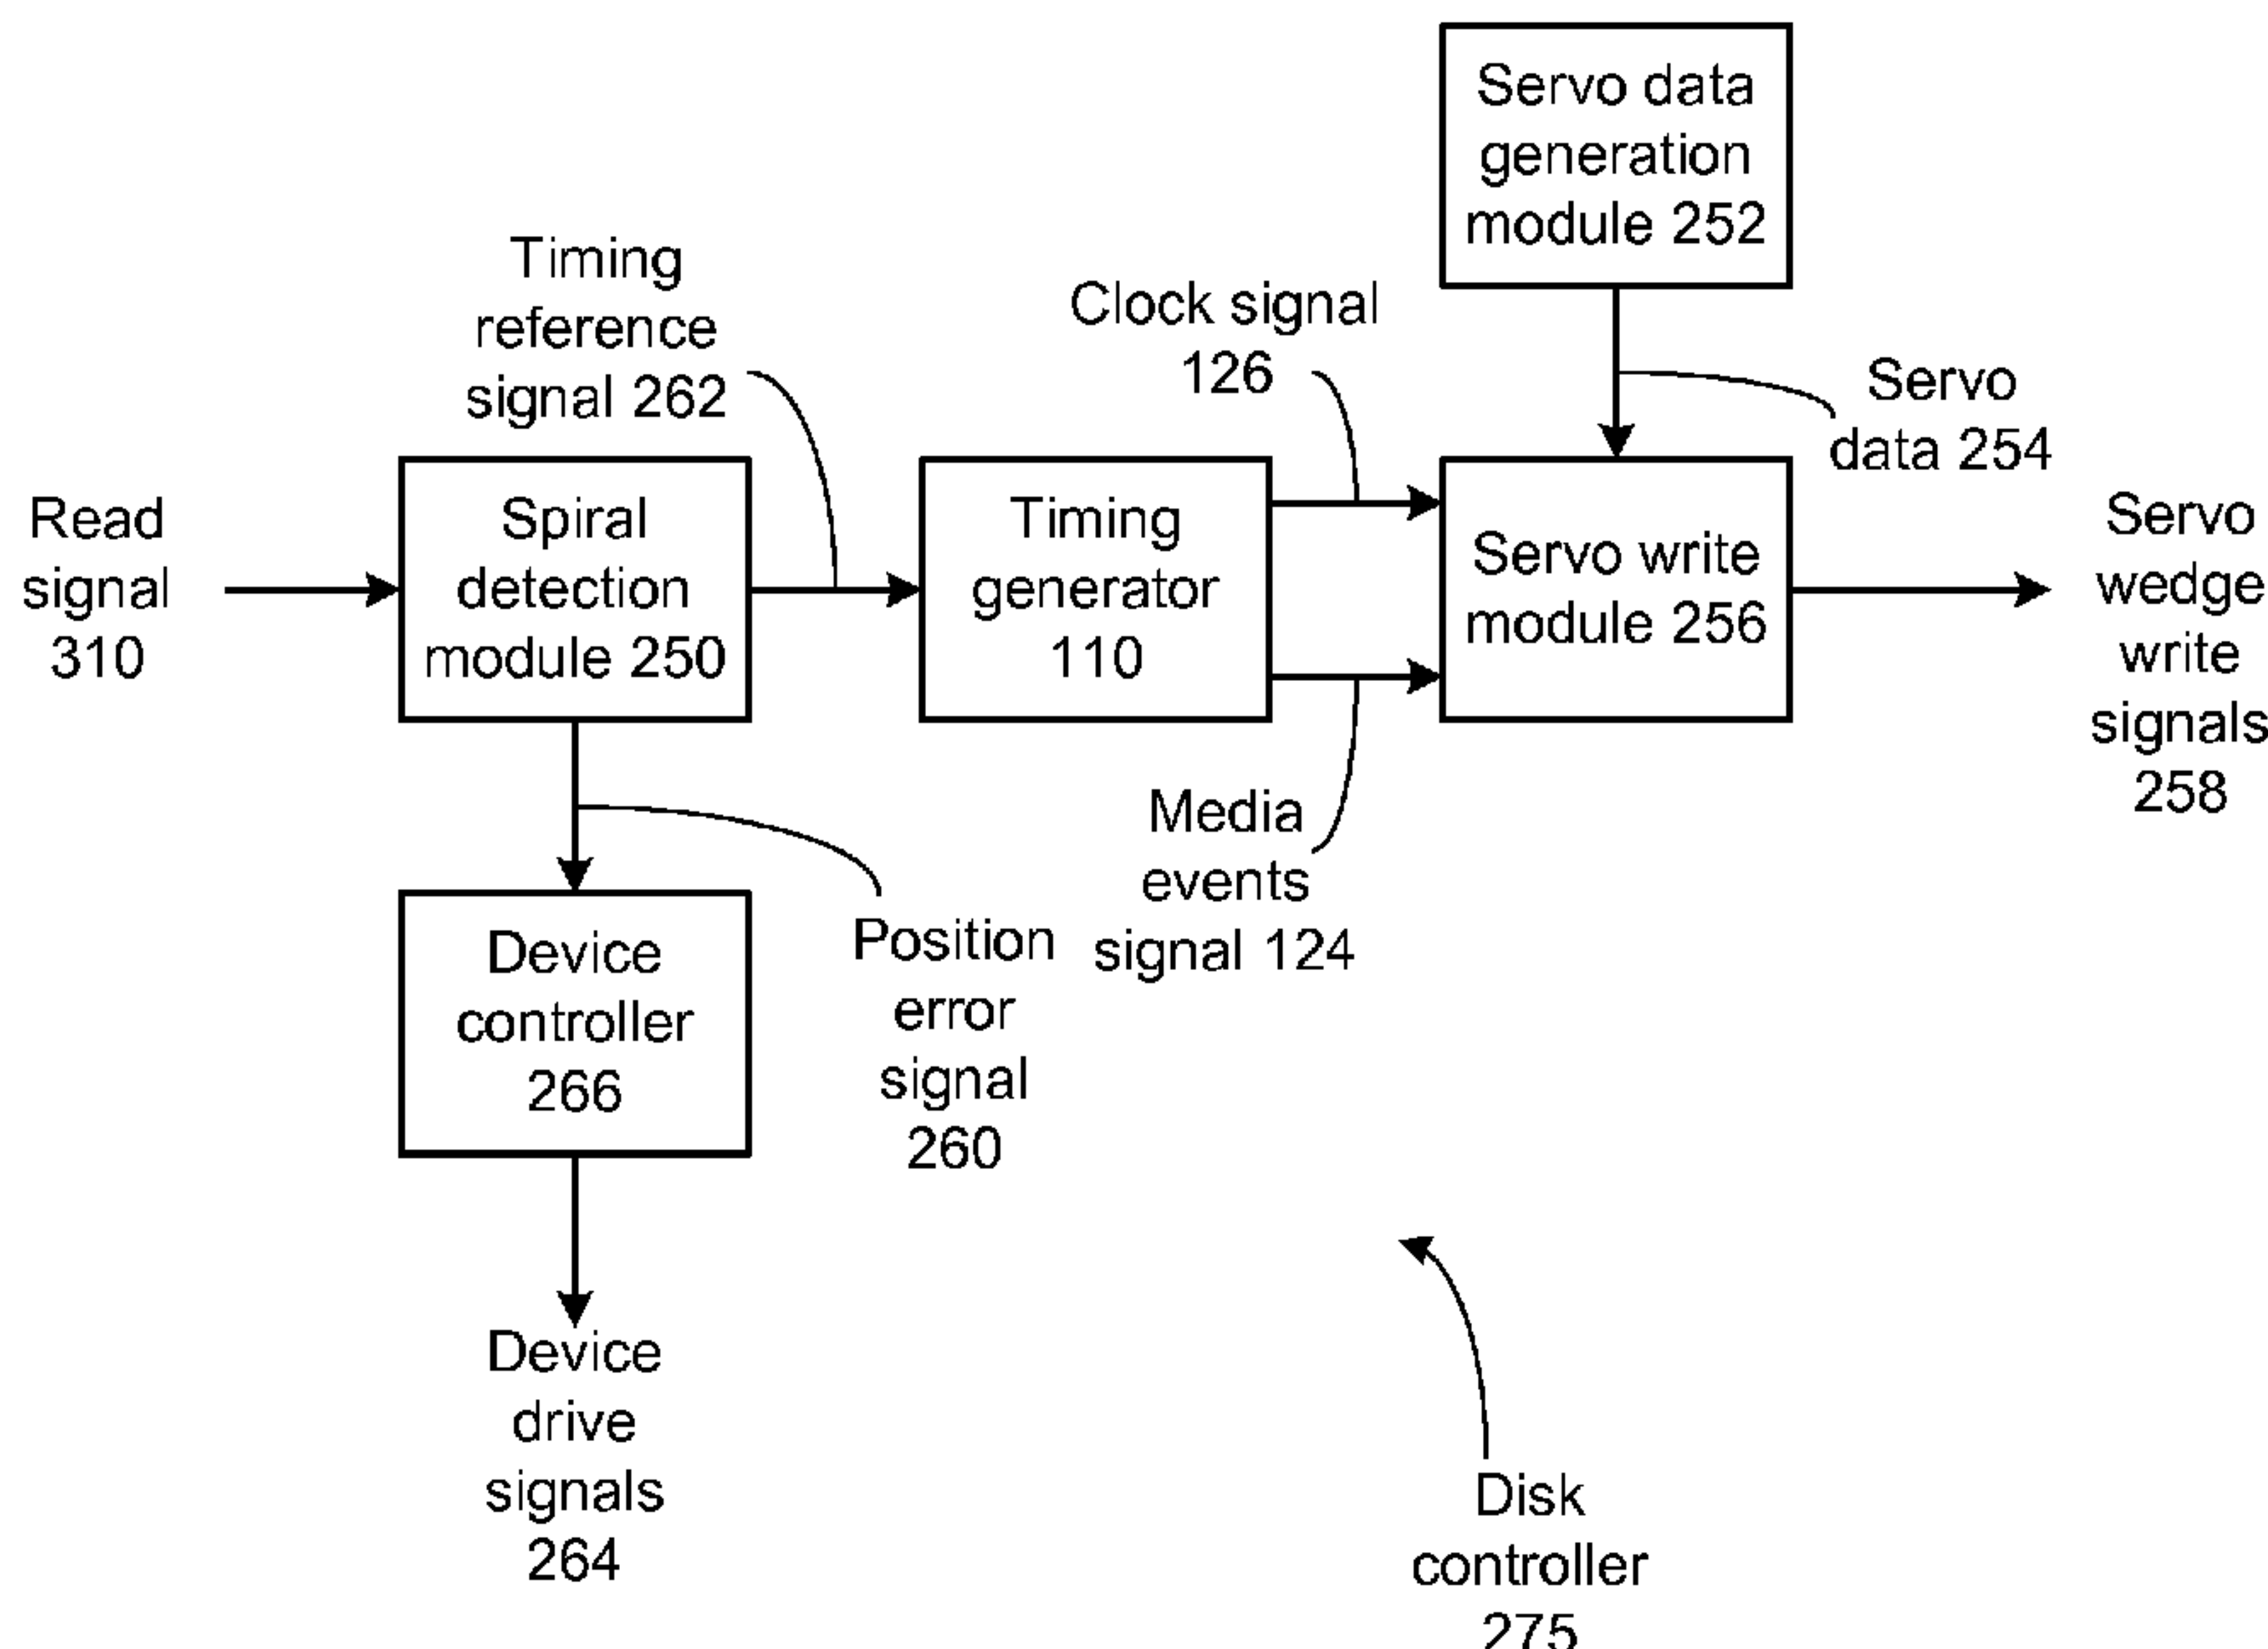 Servo data
generation
module 252
Timing
reference
signal 262
Clock signal
126
Servo
data 254
Read
signal
310
Spiral
detection
module 250
Timing
generator
110
Servo write
module 256
Servo
wedge
write
signals
258
Media
events
signal 124
Position
error
signal
260
Device
controller
266
Device
drive
signals
264
Disk
controller
275